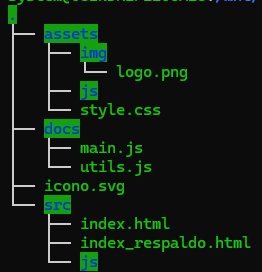 .
├── assets
│   ├── img
│   │   └── logo.png
│   ├── js
│   └── style.css
├── docs
│   ├── main.js
│   └── utils.js
├── icono.svg
└── src
    ├── index.html
    ├── index_respaldo.html
    └── js